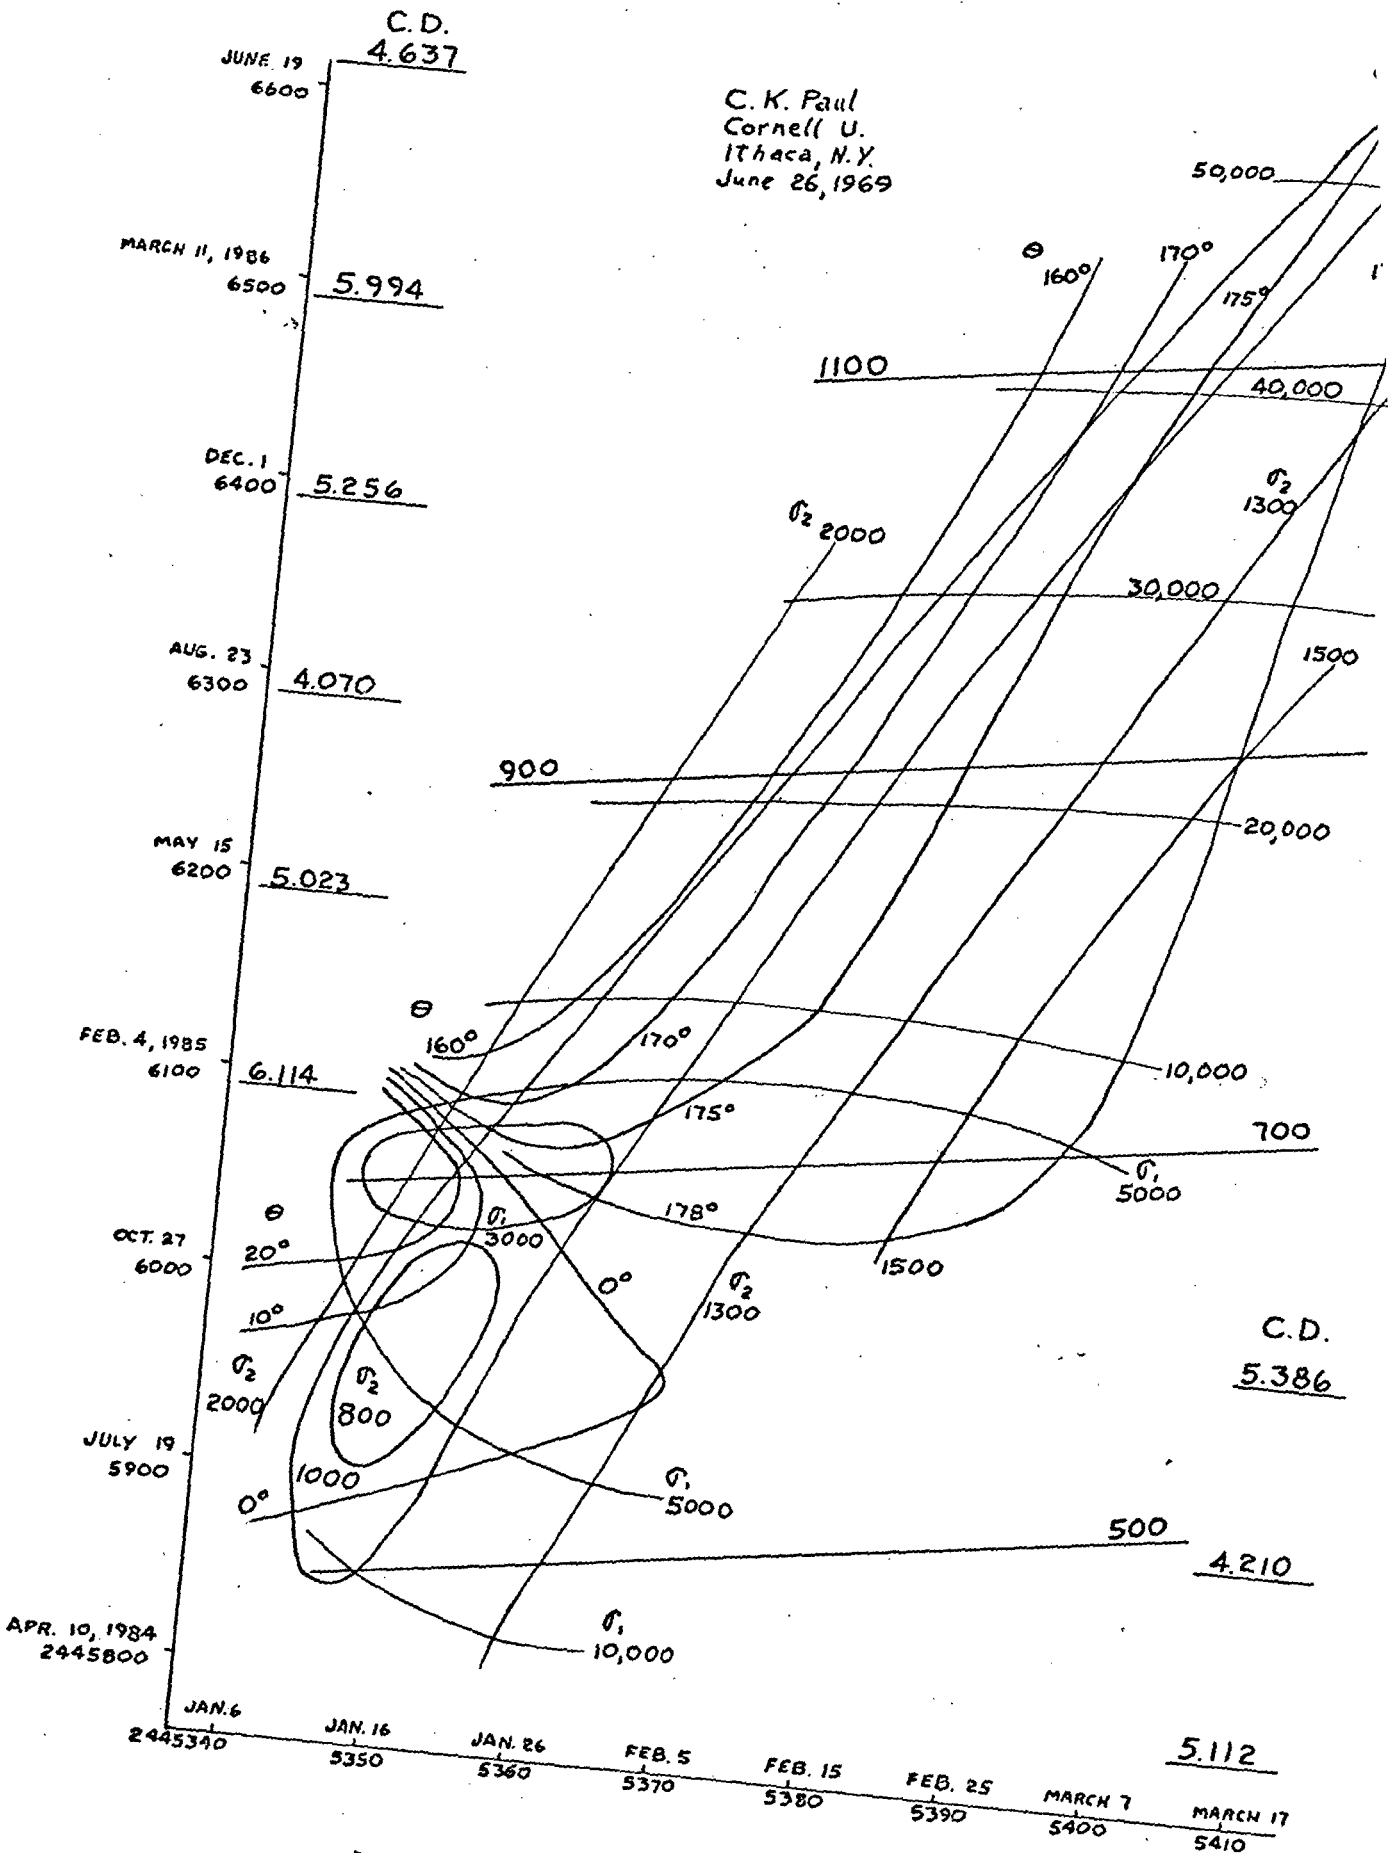 C.D.
4.637
JUNE 19
6600
C. K. Paul
Cornell U.
Ithaca, N.Y.
June 26, 1969
50,000
MARCH 11, 1986
6500
5.994
θ
160°
170°
175°
1100
40,000
DEC. 1
6400
5.256
σ₂
2000
σ₂
1300
30,000
AUG. 23
6300
4.070
1500
900
20,000
MAY 15
6200
5.023
θ
160°
170°
FEB. 4, 1985
6100
6.114
10,000
175°
700
σ₁
5000
θ
20°
σ₁
3000
178°
OCT. 27
6000
10°
0°
σ₂
1300
1500
C.D.
5.386
σ₂
2000
σ₂
800
JULY 19
5900
1000
0°
σ₁
5000
500
4.210
APR. 10, 1984
2445800
σ₁
10,000
JAN. 6
2445340
JAN. 16
5350
JAN. 26
5360
FEB. 5
5370
FEB. 15
5380
FEB. 25
5390
MARCH 7
5400
MARCH 17
5410
5.112